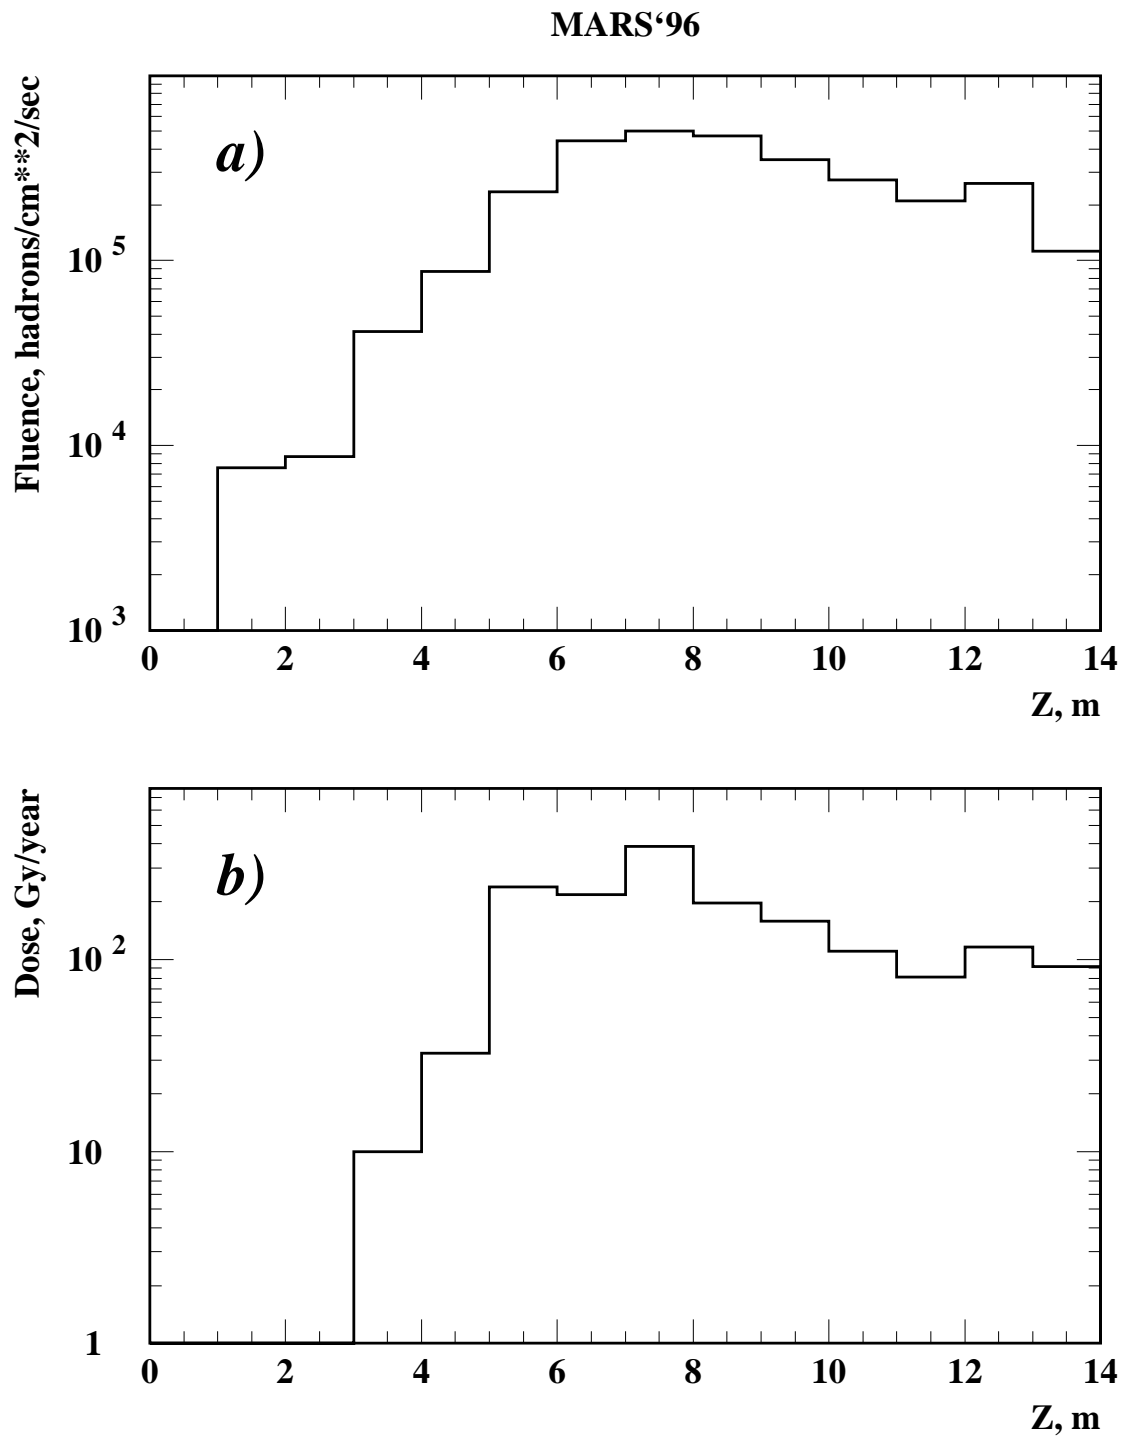 MARS‘96
Fluence, hadrons/cm**2/sec
a)
10 5
10 4
10 3
0 2 4 6 8 10 12 14
Z, m
Dose, Gy/year
b)
10 2
10
1
0 2 4 6 8 10 12 14
Z, m